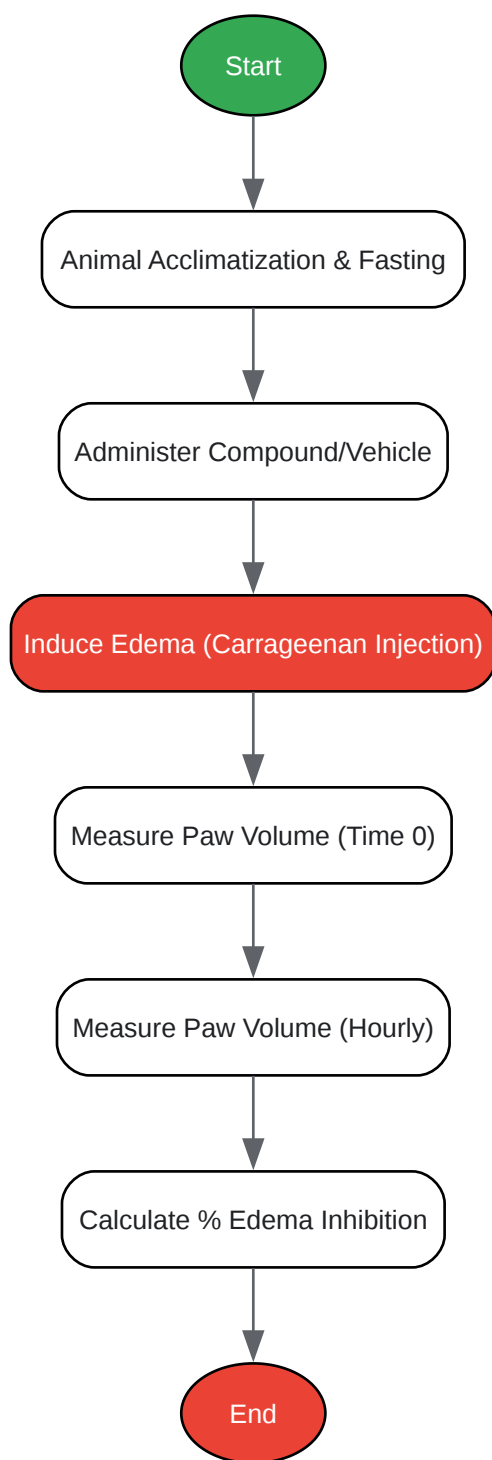 Start
Animal Acclimatization & Fasting
Administer Compound/Vehicle
Induce Edema (Carrageenan Injection)
Measure Paw Volume (Time 0)
Measure Paw Volume (Hourly)
Calculate % Edema Inhibition
End